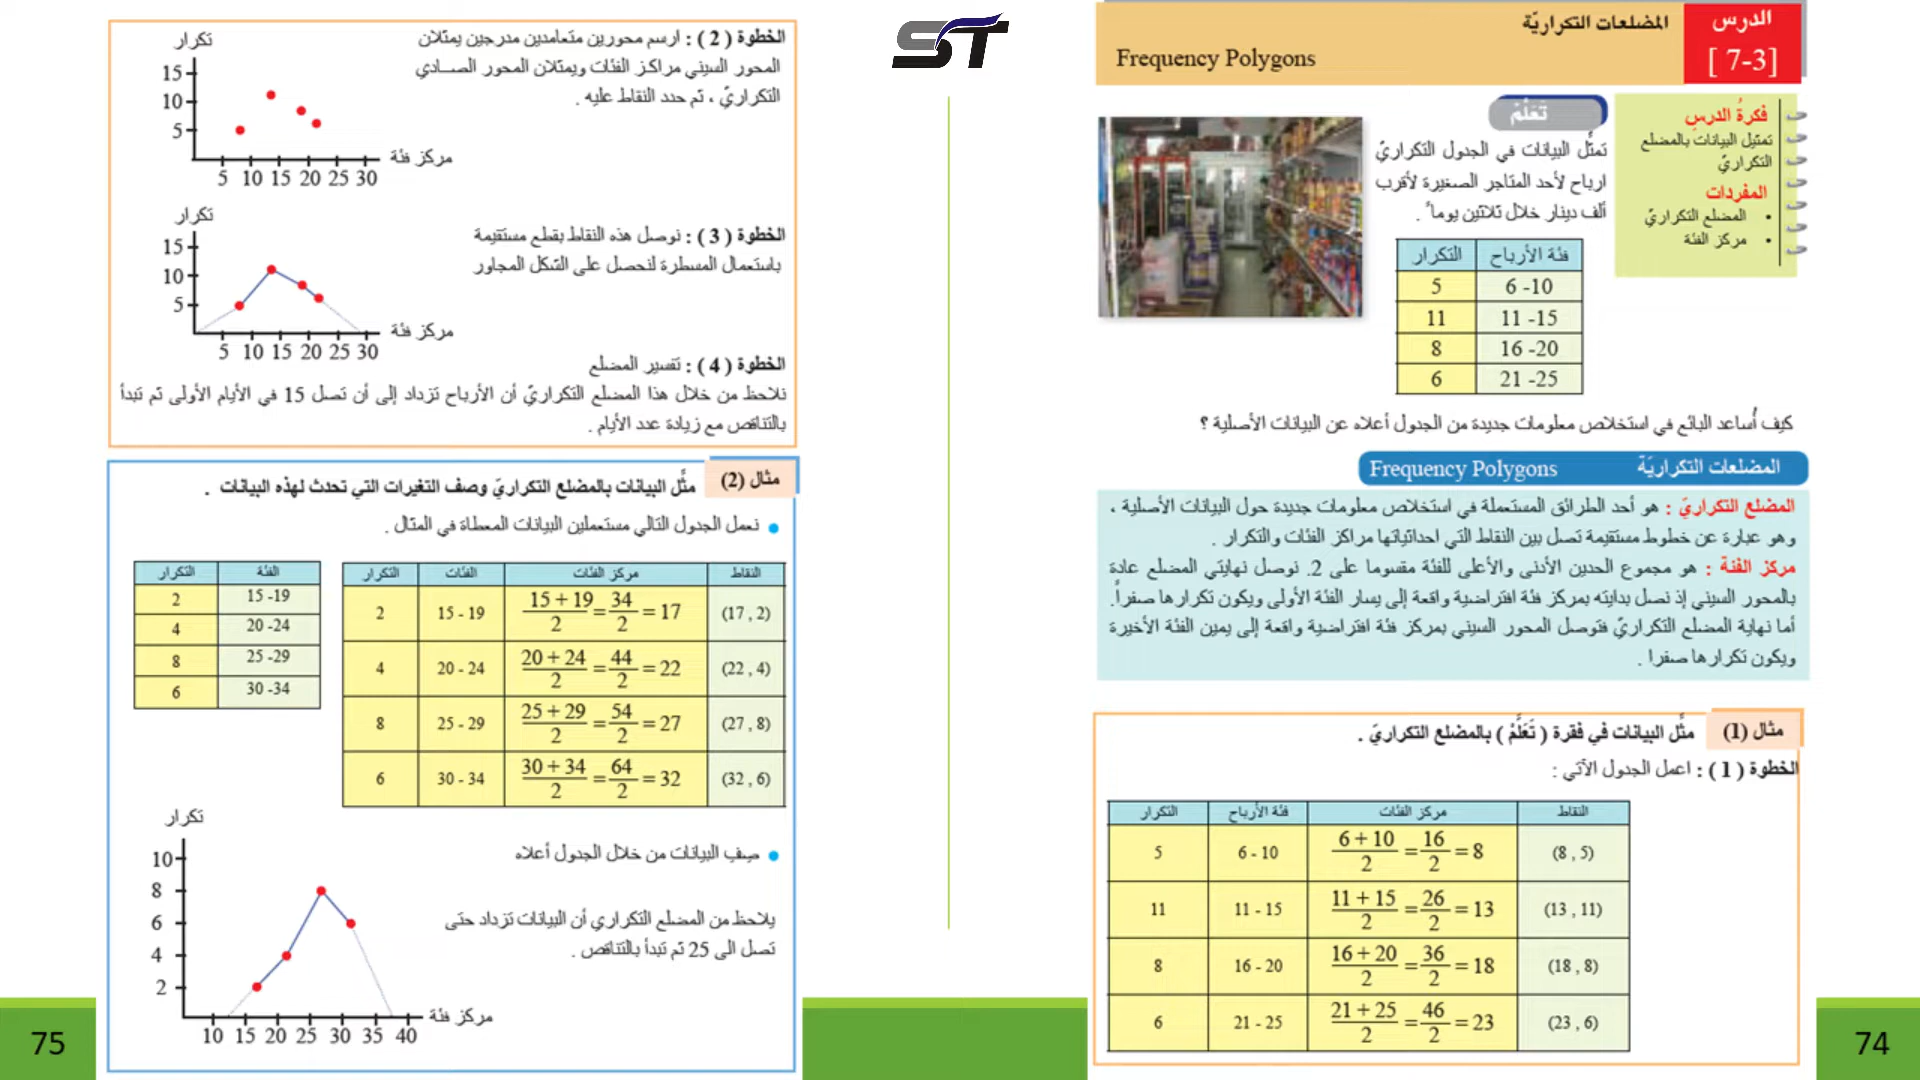 الدرس
[ 7-3]
المضلعات التكراريّة
Frequency Polygons
فكرةُ الدرسِ
تمثيل البيانات بالمضلع
التكراريّ
المفردات
• المضلع التكراريّ
• مركز الفئة
تَعَلَّمْ
تمثّل البيانات في الجدول التكراريّ
ارباح لأحد المتاجر الصغيرة لأقرب
ألف دينار خلال ثلاثين يوماً .
فئة الأرباح التكرار
6 -10 5
11 -15 11
16 -20 8
21 -25 6
كيف أُساعد البائع في استخلاص معلومات جديدة من الجدول أعلاه عن البيانات الأصلية ؟
المضلعات التكراريّة Frequency Polygons
المضلع التكراريّ : هو أحد الطرائق المستعملة في استخلاص معلومات جديدة حول البيانات الأصلية ،
وهو عبارة عن خطوط مستقيمة تصل بين النقاط التي احداثياتها مراكز الفئات والتكرار .
مركز الفئة : هو مجموع الحدين الأدنى والأعلى للفئة مقسوما على 2. نوصل نهايتي المضلع عادة
بالمحور السيني إذ نصل بدايته بمركز فئة افتراضية واقعة إلى يسار الفئة الأولى ويكون تكرارها صفراً.
أما نهاية المضلع التكراريّ فتوصل المحور السيني بمركز فئة افتراضية واقعة إلى يمين الفئة الأخيرة
ويكون تكرارها صفرا .
مثال (1) مثِّل البيانات في فقرة ( تَعَلَّمْ ) بالمضلع التكراريّ .
الخطوة ( 1 ) : اعمل الجدول الآتي :
النقاط مركز الفئات فئة الأرباح التكرار
(8 , 5) 6 + 10 / 2 = 16 / 2 = 8 6 - 10 5
(13 , 11) 11 + 15 / 2 = 26 / 2 = 13 11 - 15 11
(18 , 8) 16 + 20 / 2 = 36 / 2 = 18 16 - 20 8
(23 , 6) 21 + 25 / 2 = 46 / 2 = 23 21 - 25 6
74
ST
الخطوة ( 2 ) : ارسم محورين متعامدين مدرجين يمثلان
المحور السيني مراكز الفئات ويمثلان المحور الصادي
التكراريّ ، ثم حدد النقاط عليه .
تكرار
15
10
5
5 10 15 20 25 30
مركز فئة
الخطوة ( 3 ) : نوصل هذه النقاط بقطع مستقيمة
باستعمال المسطرة لنحصل على الشكل المجاور
تكرار
15
10
5
5 10 15 20 25 30
مركز فئة
الخطوة ( 4 ) : تفسير المضلع
نلاحظ من خلال هذا المضلع التكراريّ أن الأرباح تزداد إلى أن تصل 15 في الأيام الأولى ثم تبدأ
بالتناقص مع زيادة عدد الأيام .
مثال (2) مثِّل البيانات بالمضلع التكراريّ وصف التغيرات التي تحدث لهذه البيانات .
• نعمل الجدول التالي مستعملين البيانات المعطاة في المثال .
النقاط مركز الفئات الفئات التكرار
(17 , 2) 15 + 19 / 2 = 34 / 2 = 17 15 - 19 2
(22 , 4) 20 + 24 / 2 = 44 / 2 = 22 20 - 24 4
(27 , 8) 25 + 29 / 2 = 54 / 2 = 27 25 - 29 8
(32 , 6) 30 + 34 / 2 = 64 / 2 = 32 30 - 34 6
الفئة التكرار
15 -19 2
20 -24 4
25 -29 8
30 -34 6
• صِفِ البيانات من خلال الجدول أعلاه
يلاحظ من المضلع التكراري أن البيانات تزداد حتى
تصل الى 25 ثم تبدأ بالتناقص .
تكرار
10
8
6
4
2
10 15 20 25 30 35 40
مركز فئة
75